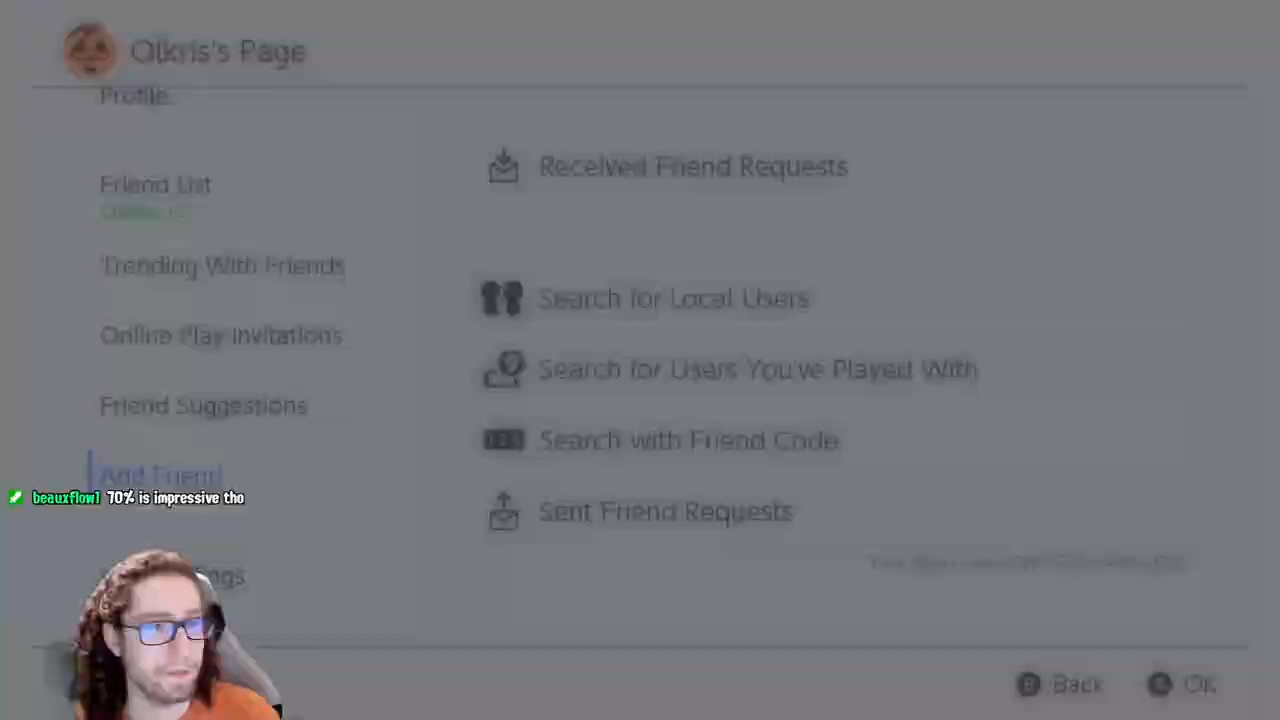 Olkris's Page
Profile
Friend List
Trending With Friends
Online Play Invitations
Friend Suggestions
Add Friend
Received Friend Requests
Search for Local Users
Search for Users You've Played With
Search with Friend Code
Sent Friend Requests
beauxflow1 70% is impressive tho
Back
OK